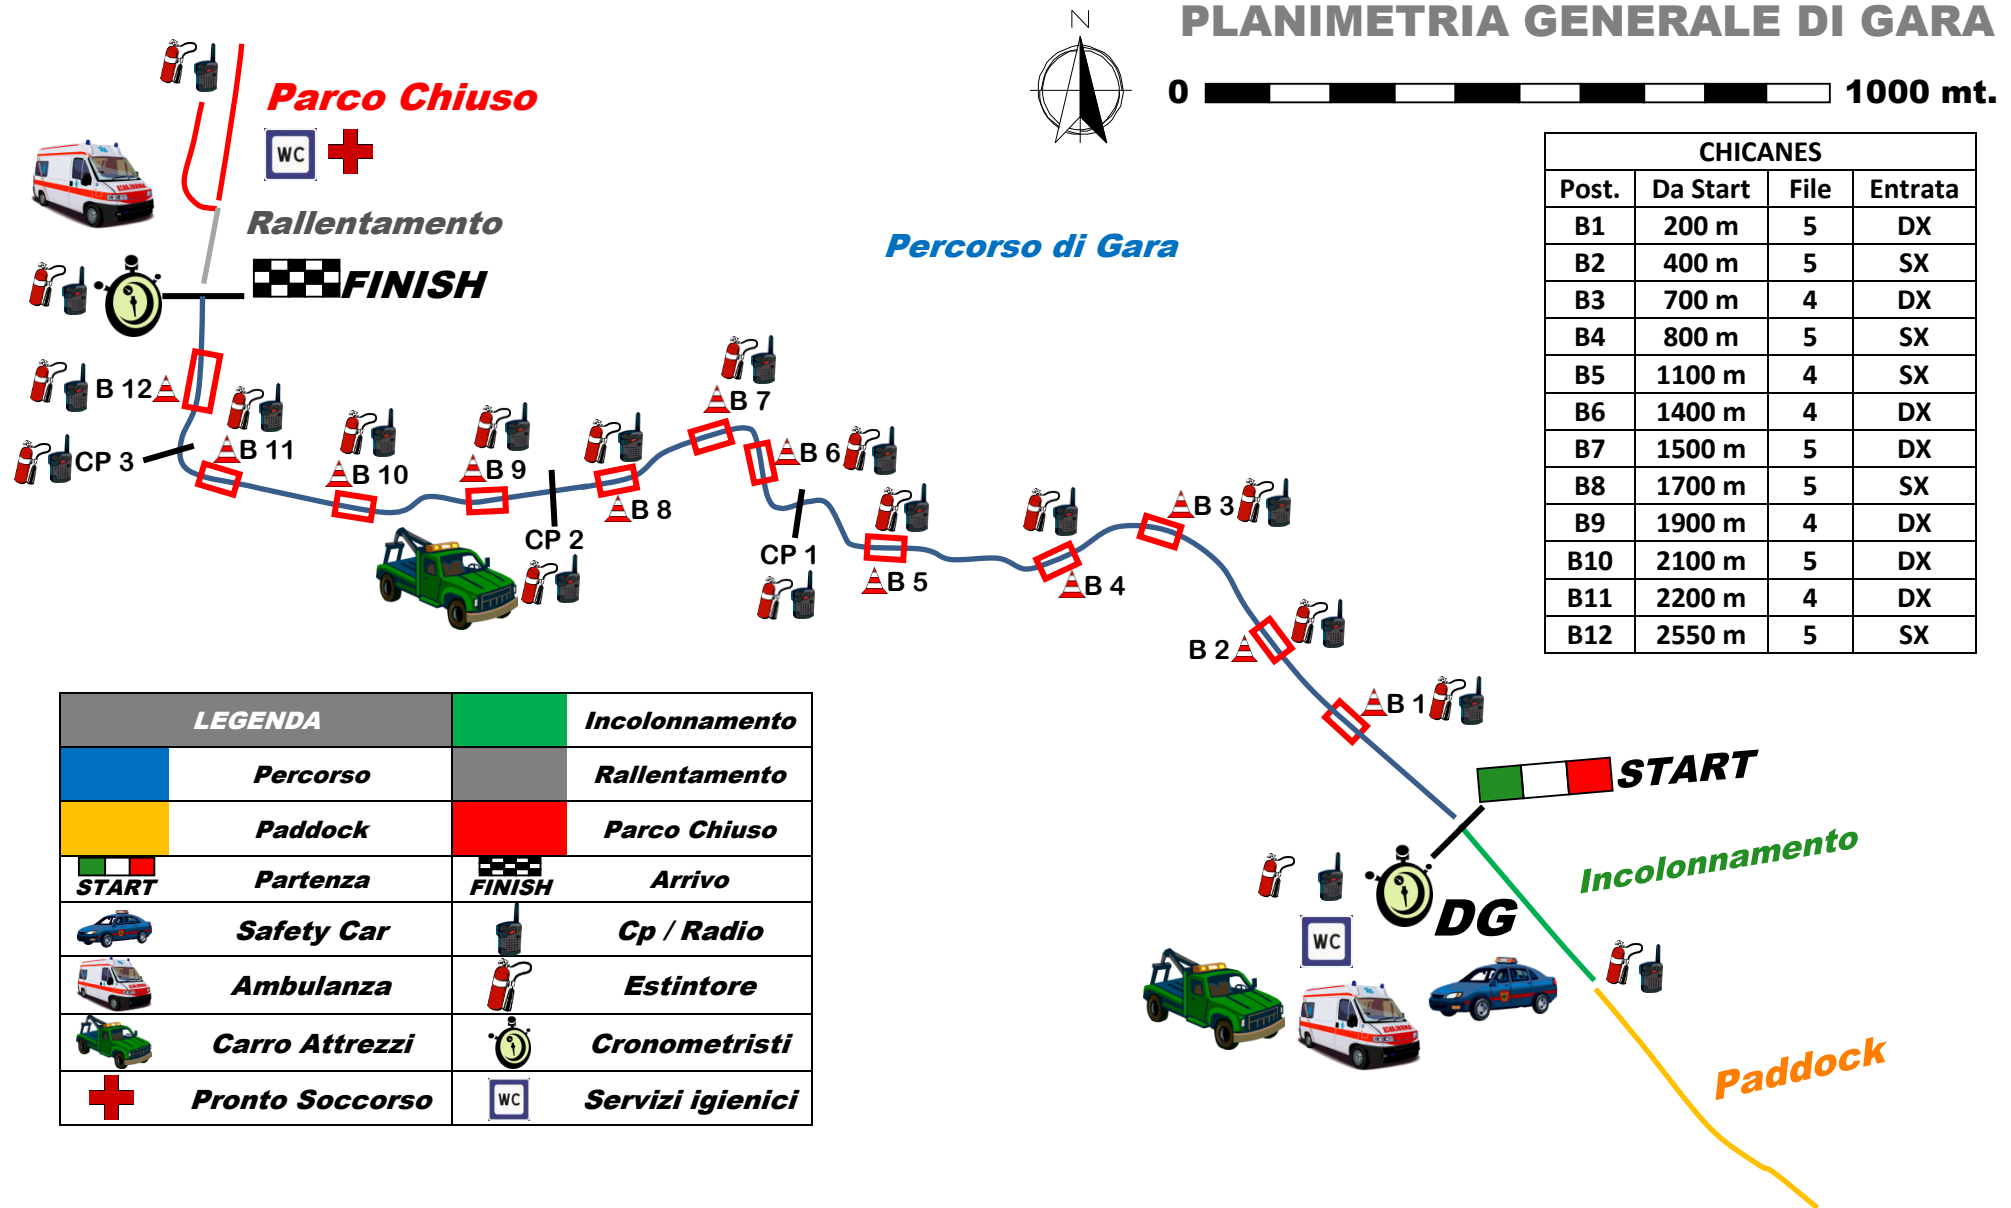 PLANIMETRIA GENERALE DI GARA
N
0 1000 mt.
Parco Chiuso
WC
Rallentamento
FINISH
Percorso di Gara
CHICANES
Post. Da Start File Entrata
B1 200 m 5 DX
B2 400 m 5 SX
B3 700 m 4 DX
B4 800 m 5 SX
B5 1100 m 4 SX
B6 1400 m 4 DX
B7 1500 m 5 DX
B8 1700 m 5 SX
B9 1900 m 4 DX
B10 2100 m 5 DX
B11 2200 m 4 DX
B12 2550 m 5 SX
B 12
CP 3
B 11
B 10
B 9
CP 2
B 8
B 7
B 6
CP 1
B 5
B 4
B 3
B 2
B 1
START
Incolonnamento
DG
WC
Paddock
LEGENDA Incolonnamento
Percorso Rallentamento
Paddock Parco Chiuso
START Partenza FINISH Arrivo
Safety Car Cp / Radio
Ambulanza Estintore
Carro Attrezzi Cronometristi
Pronto Soccorso WC Servizi igienici